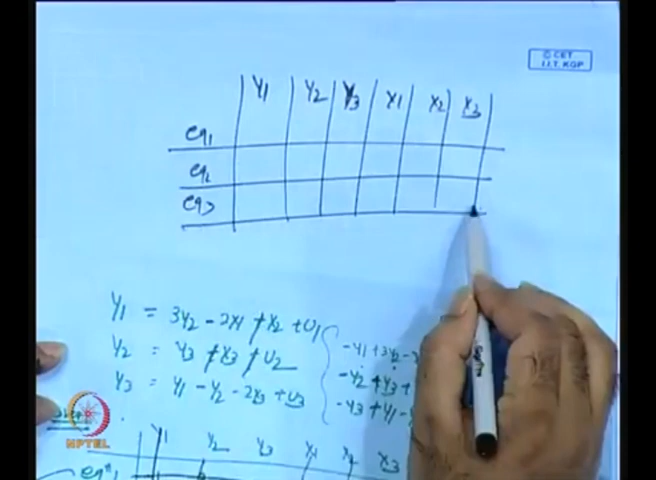 © CET
I.I.T. KGP
Y1 Y2 Y3 X1 X2 X3
eq1
eq2
eq3
Y1 = 3Y2 - 2X1 + X2 + U1
Y2 = Y3 + X3 + U2
Y3 = Y1 - Y2 - 2X3 + U3
-Y1 + 3Y2 -
-Y2 + Y3 +
-Y3 + Y1 -
NPTEL
Y1 Y2 Y3 X1 X2 X3
eqn1